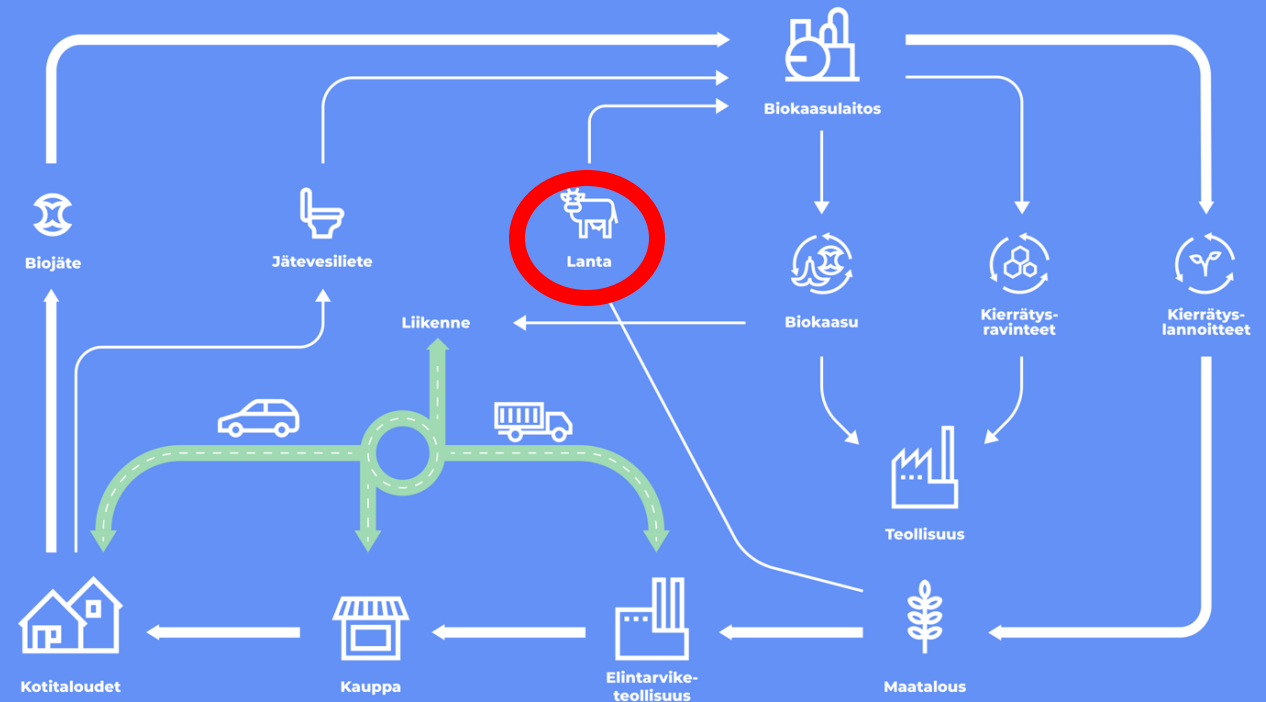 Biokaasulaitos
Biojäte
Jätevesiliete
Lanta
Liikenne
Biokaasu
Kierrätys-
ravinteet
Kierrätys-
lannoitteet
Teollisuus
Kotitaloudet
Kauppa
Elintarvike-
teollisuus
Maatalous